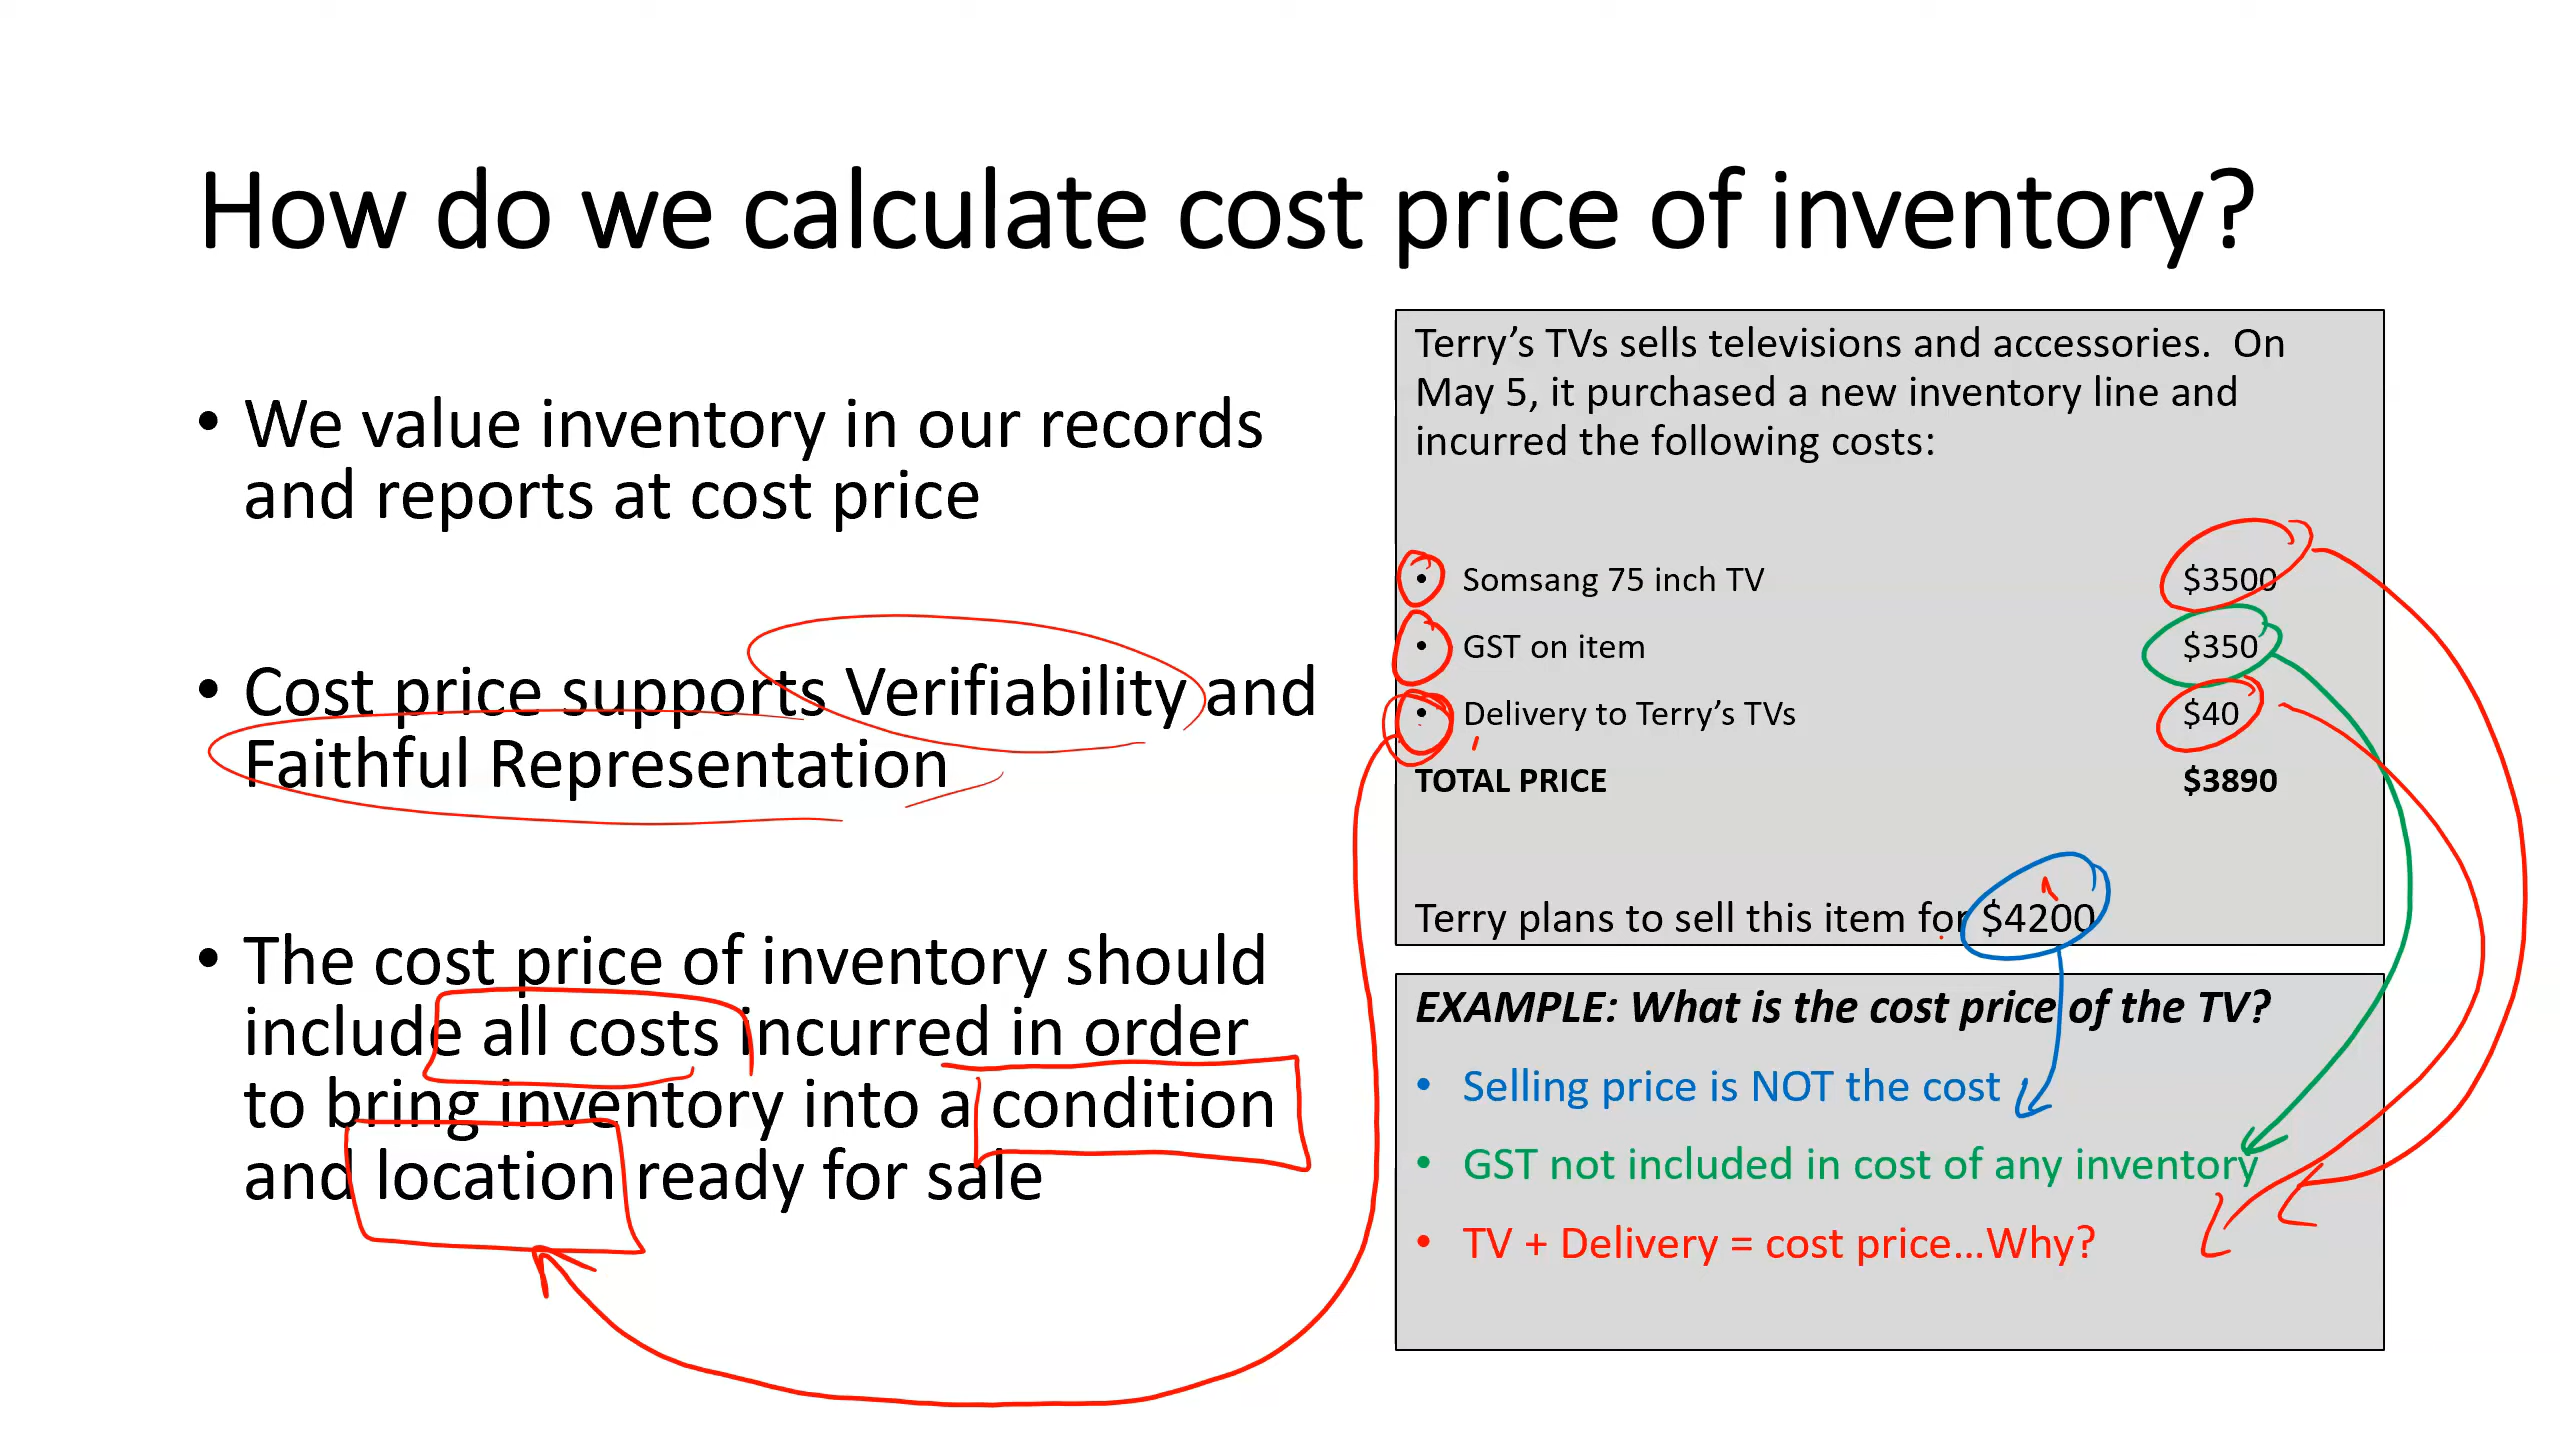 How do we calculate cost price of inventory?
• We value inventory in our records
and reports at cost price
• Cost price supports Verifiability and
Faithful Representation
• The cost price of inventory should
include all costs incurred in order
to bring inventory into a condition
and location ready for sale
Terry’s TVs sells televisions and accessories. On
May 5, it purchased a new inventory line and
incurred the following costs:
• Somsang 75 inch TV $3500
• GST on item $350
• Delivery to Terry’s TVs $40
TOTAL PRICE $3890
Terry plans to sell this item for $4200
EXAMPLE: What is the cost price of the TV?
• Selling price is NOT the cost
• GST not included in cost of any inventory
• TV + Delivery = cost price...Why?